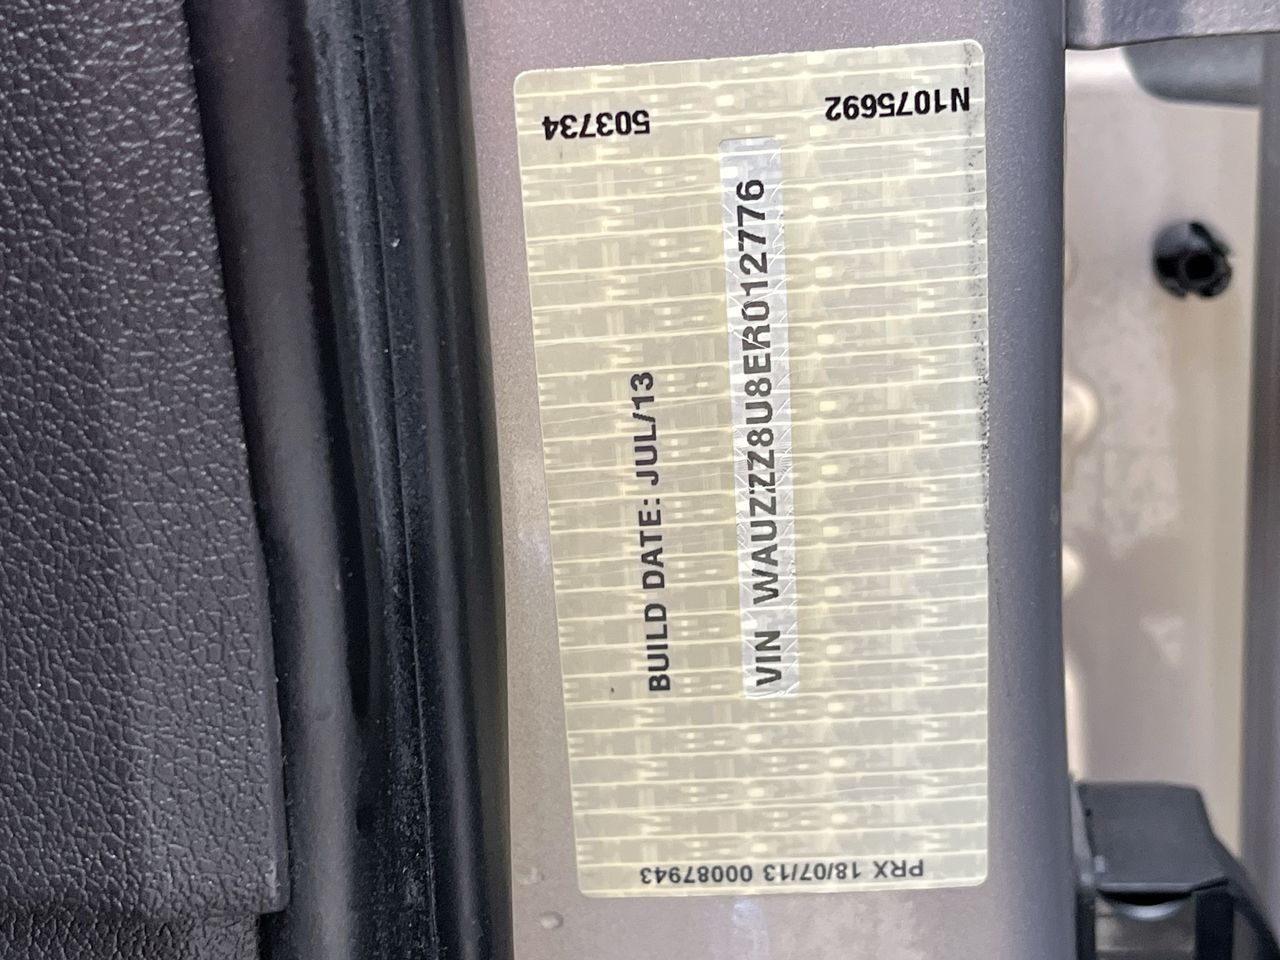 N1075692
503734
BUILD DATE: JUL/13
VIN WAUZZZ8U8ER012776
PRX 18/07/13 00087943